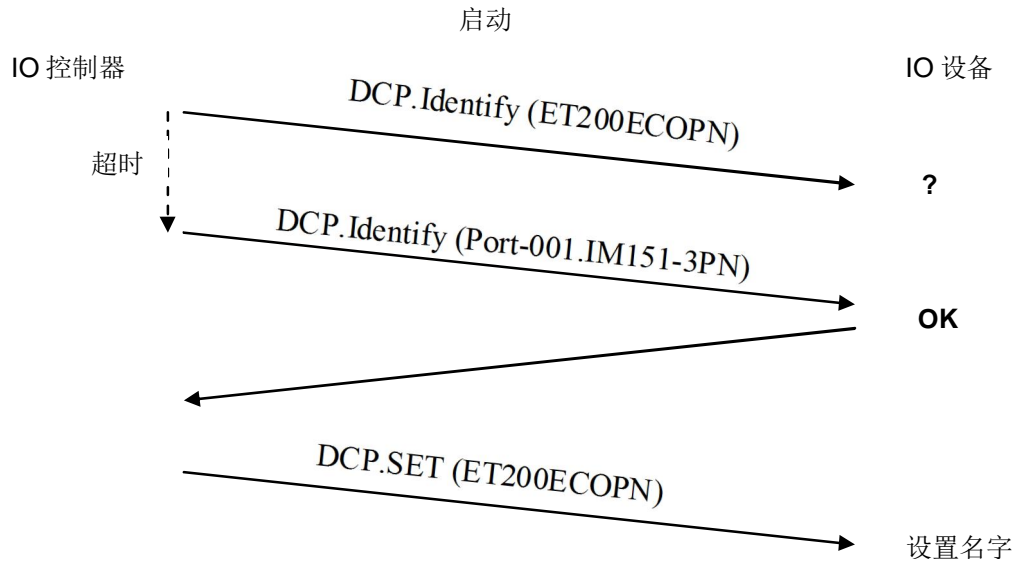 启动
IO 控制器
IO 设备
DCP.Identify (ET200ECOPN)
超时
?
DCP.Identify (Port-001.IM151-3PN)
OK
DCP.SET (ET200ECOPN)
设置名字